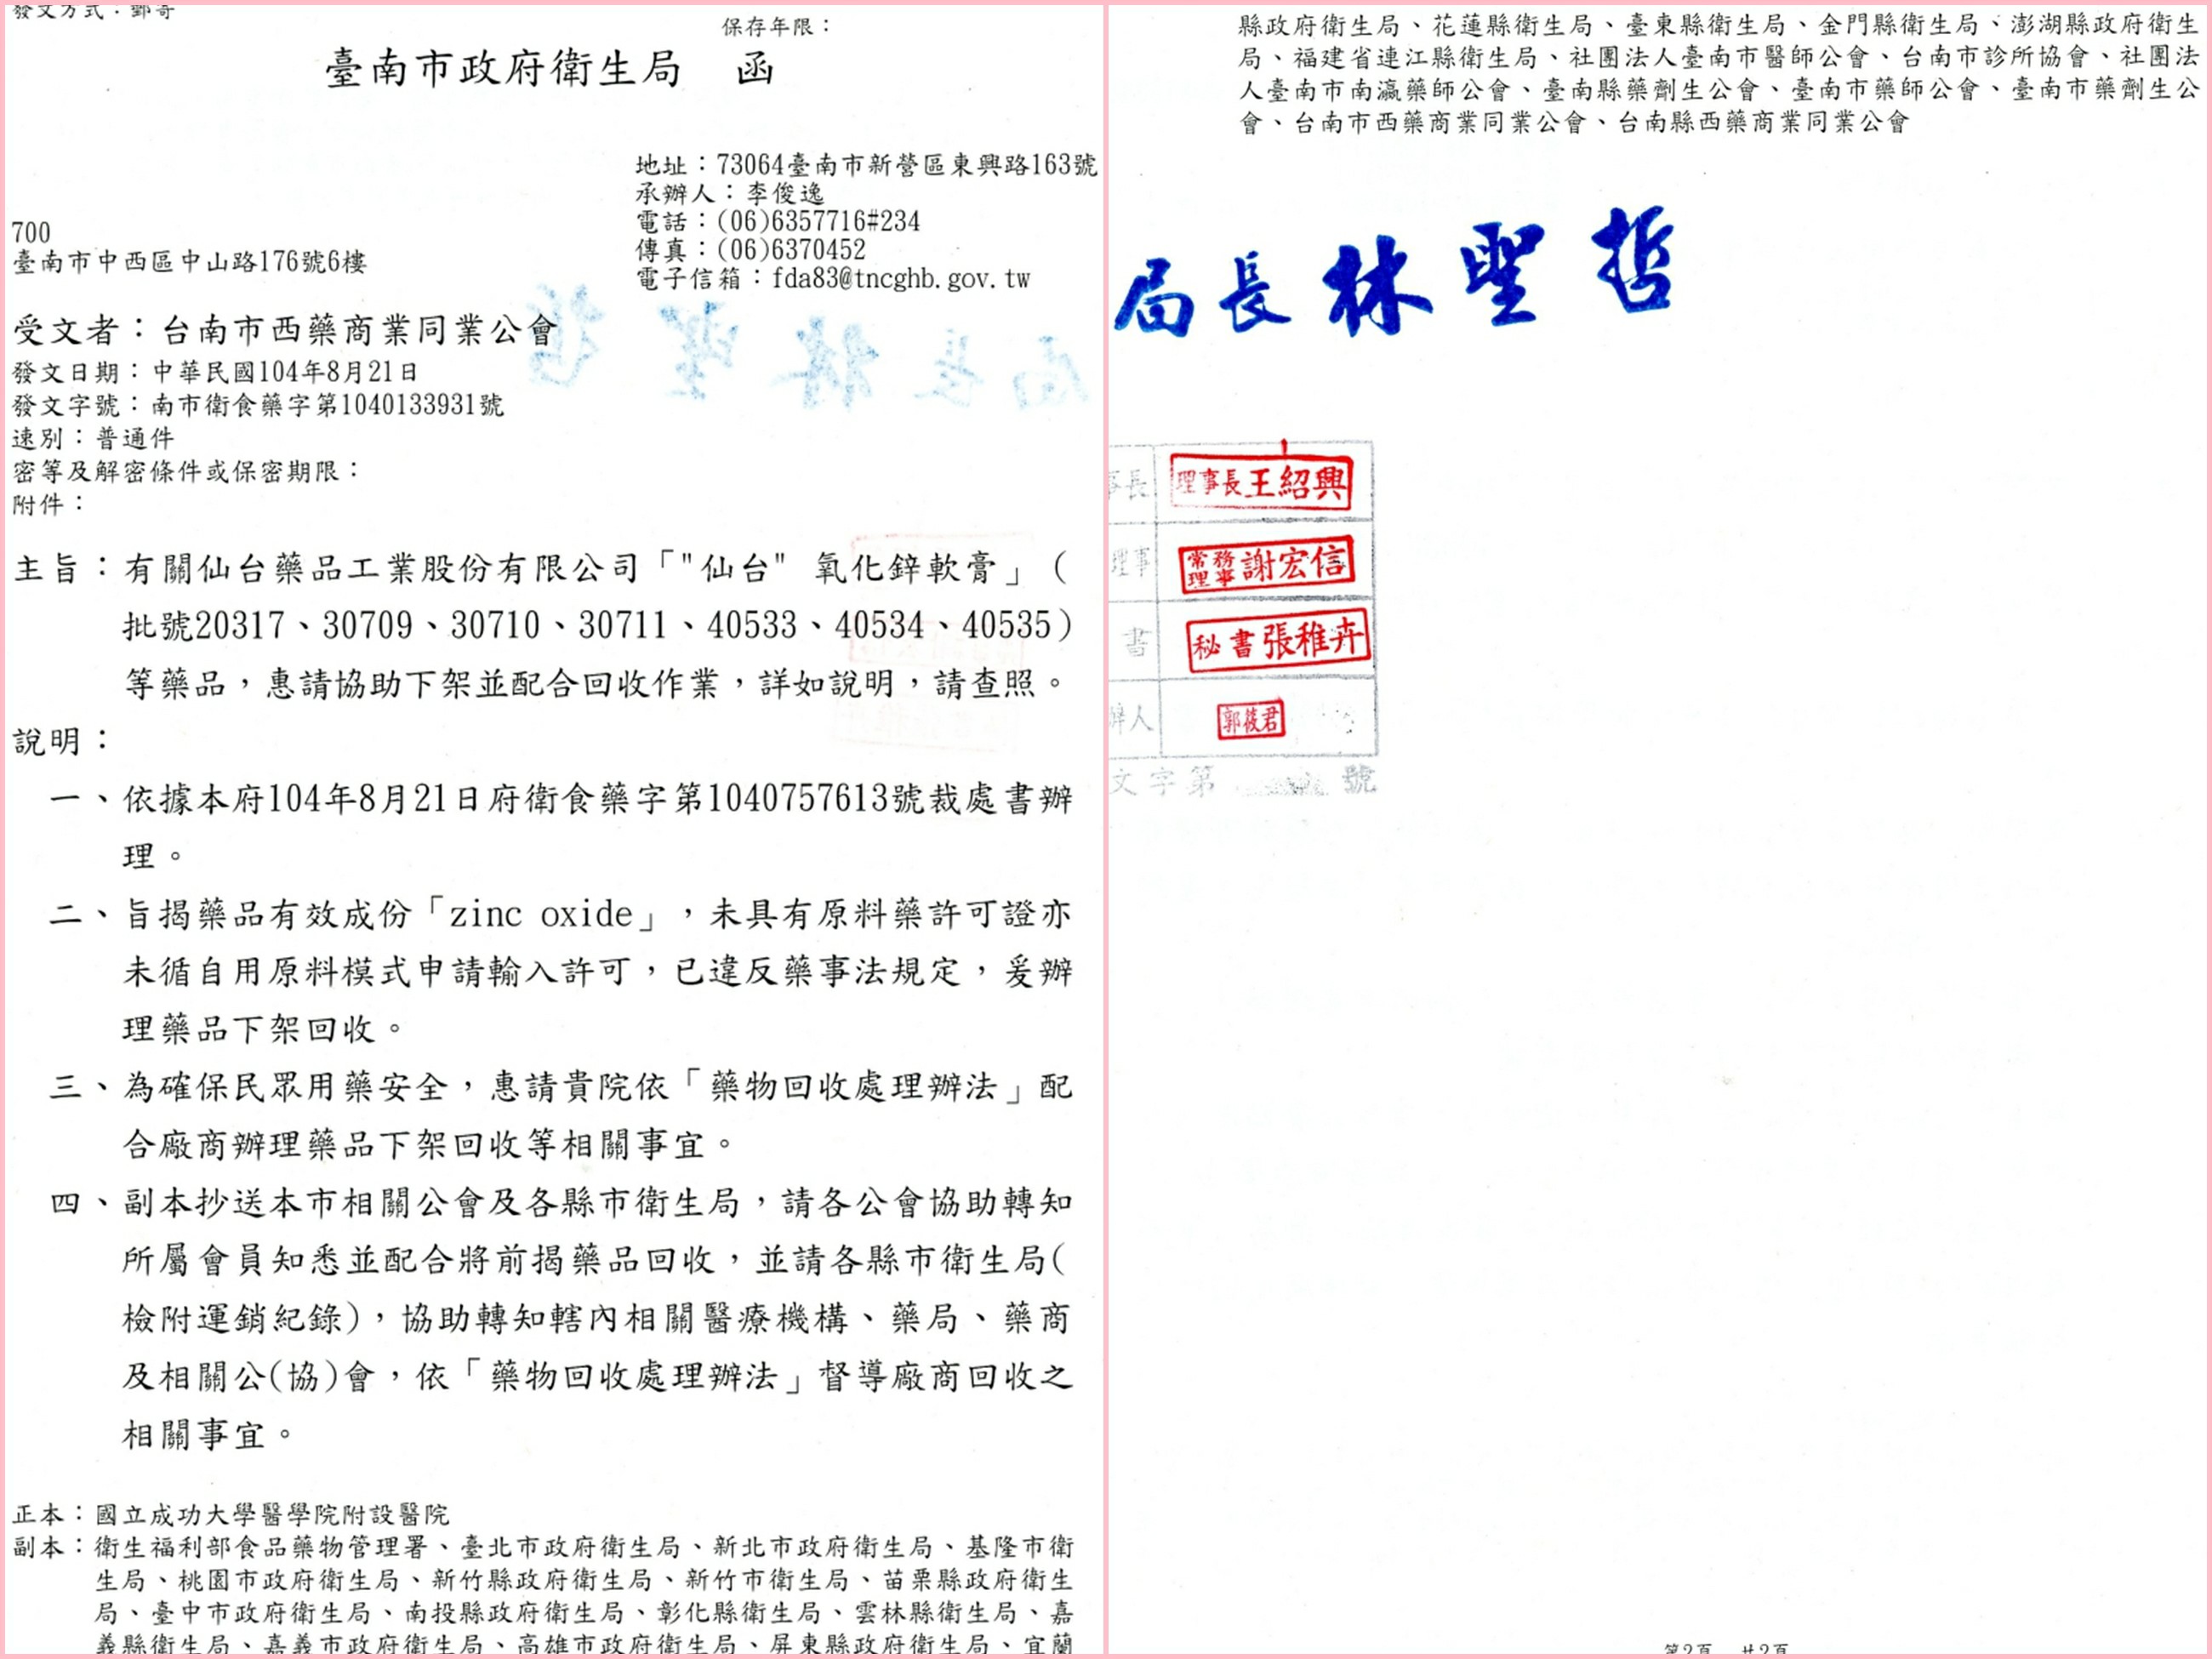 發文方式：郵寄
保存年限：
臺南市政府衛生局　函
地址：73064臺南市新營區東興路163號
承辦人：李俊逸
電話：(06)6357716#234
傳真：(06)6370452
電子信箱：fda83@tncghb.gov.tw
700
臺南市中西區中山路176號6樓
受文者：台南市西藥商業同業公會
發文日期：中華民國104年8月21日
發文字號：南市衛食藥字第1040133931號
速別：普通件
密等及解密條件或保密期限：
附件：
主旨：有關仙台藥品工業股份有限公司「"仙台" 氧化鋅軟膏」（
批號20317、30709、30710、30711、40533、40534、40535）
等藥品，惠請協助下架並配合回收作業，詳如說明，請查照。
說明：
一、依據本府104年8月21日府衛食藥字第1040757613號裁處書辦
理。
二、旨揭藥品有效成份「zinc oxide」，未具有原料藥許可證亦
未循自用原料模式申請輸入許可，已違反藥事法規定，爰辦
理藥品下架回收。
三、為確保民眾用藥安全，惠請貴院依「藥物回收處理辦法」配
合廠商辦理藥品下架回收等相關事宜。
四、副本抄送本市相關公會及各縣市衛生局，請各公會協助轉知
所屬會員知悉並配合將前揭藥品回收，並請各縣市衛生局(
檢附運銷紀錄)，協助轉知轄內相關醫療機構、藥局、藥商
及相關公(協)會，依「藥物回收處理辦法」督導廠商回收之
相關事宜。
正本：國立成功大學醫學院附設醫院
副本：衛生福利部食品藥物管理署、臺北市政府衛生局、新北市政府衛生局、基隆市衛
生局、桃園市政府衛生局、新竹縣政府衛生局、新竹市衛生局、苗栗縣政府衛生
局、臺中市政府衛生局、南投縣政府衛生局、彰化縣衛生局、雲林縣衛生局、嘉
義縣衛生局、嘉義市政府衛生局、高雄市政府衛生局、屏東縣政府衛生局、宜蘭
縣政府衛生局、花蓮縣衛生局、臺東縣衛生局、金門縣衛生局、澎湖縣政府衛生
局、福建省連江縣衛生局、社團法人臺南市醫師公會、台南市診所協會、社團法
人臺南市南瀛藥師公會、臺南縣藥劑生公會、臺南市藥師公會、臺南市藥劑生公
會、台南市西藥商業同業公會、台南縣西藥商業同業公會
局長林聖哲
事長 理事長王紹興
理事 常務理事謝宏信
書 秘書張稚卉
辦人 郭筱君
文字第 號
第2頁 共2頁